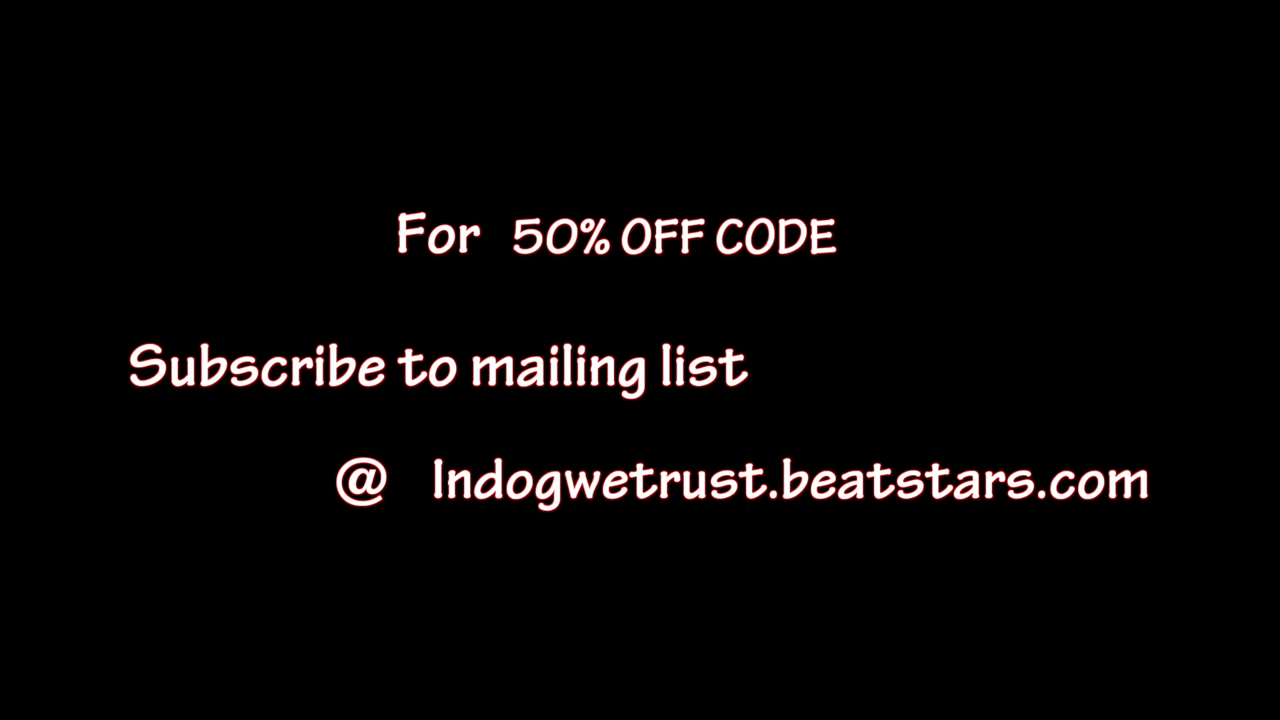 For 50% OFF CODE
Subscribe to mailing list
@ Indogwetrust.beatstars.com